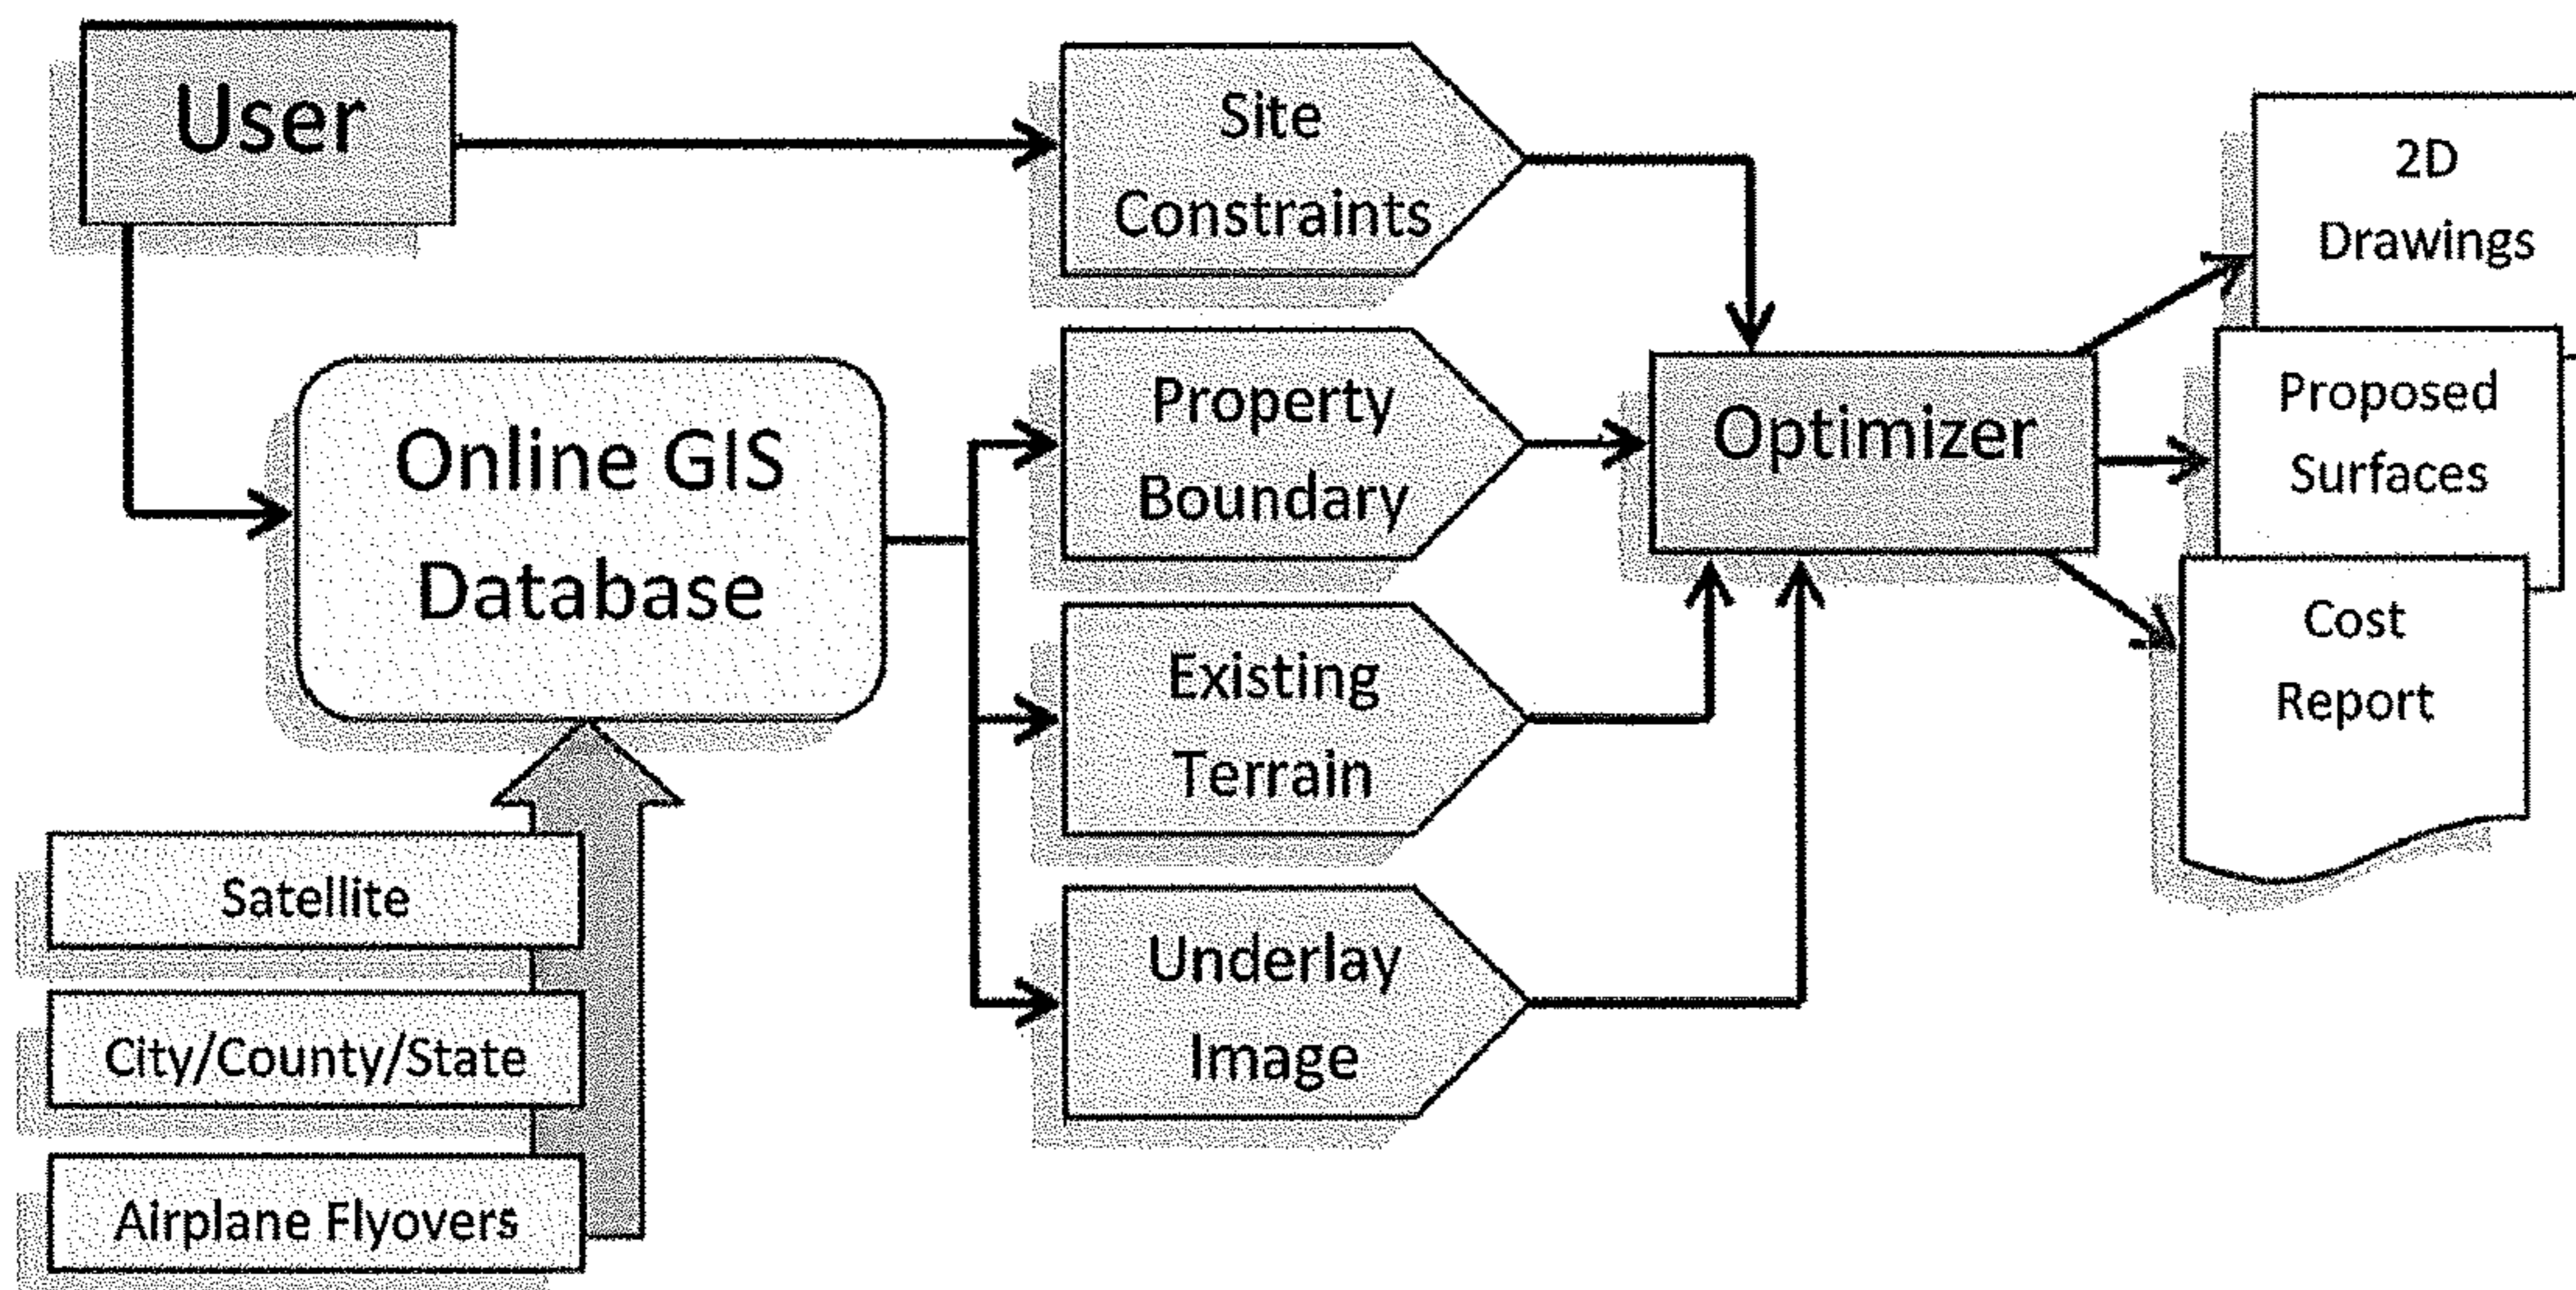 User
Site
Constraints
2D
Drawings
Online GIS
Database
Property
Boundary
Optimizer
Proposed
Surfaces
Existing
Terrain
Cost
Report
Satellite
Underlay
Image
City/County/State
Airplane Flyovers